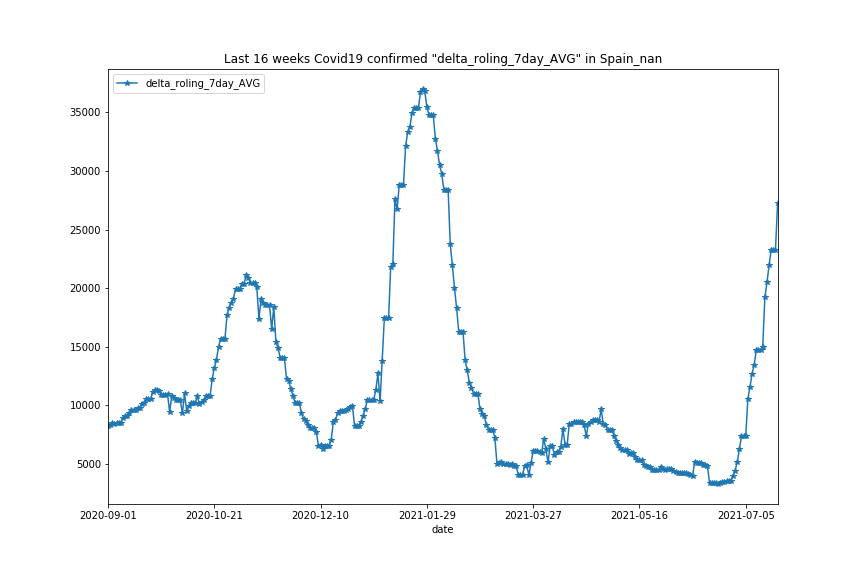 Last 16 weeks Covid19 confirmed "delta_roling_7day_AVG" in Spain_nan
delta_roling_7day_AVG
35000
30000
25000
20000
15000
10000
5000
2020-09-01 2020-10-21 2020-12-10 2021-01-29 2021-03-27 2021-05-16 2021-07-05
date